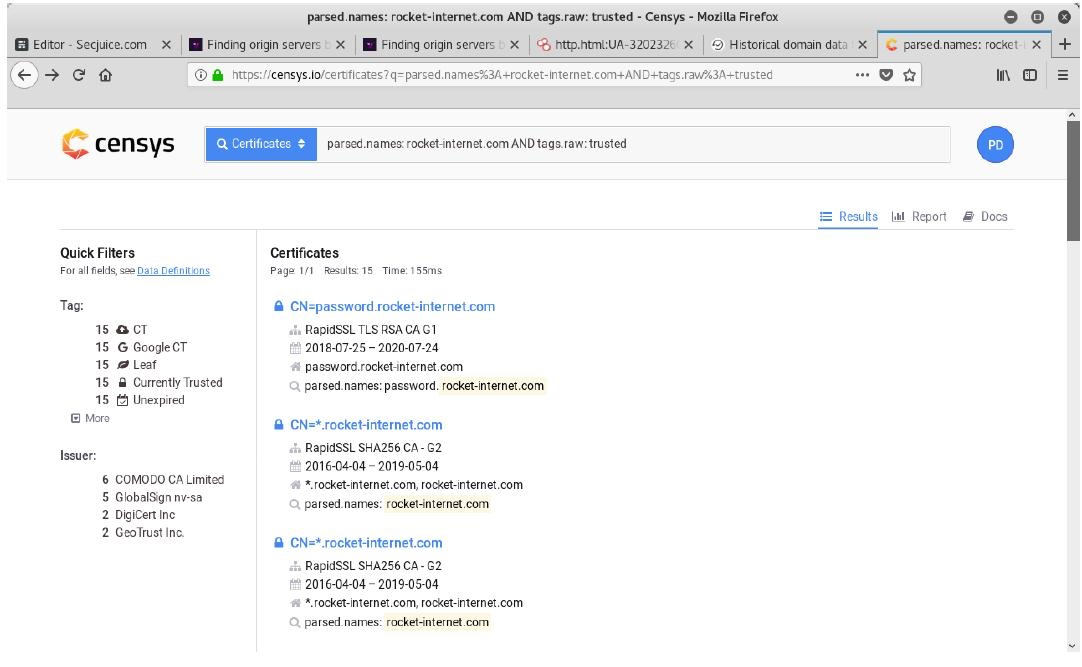 parsed.names: rocket-internet.com AND tags.raw: trusted - Censys - Mozilla Firefox
Editor - Secjuice.com
Finding origin servers b
Finding origin servers b
http.html:UA-3202326
Historical domain data
parsed.names: rocket-i
https://censys.io/certificates?q=parsed.names%3A+rocket-internet.com+AND+tags.raw%3A+trusted
censys
Certificates
parsed.names: rocket-internet.com AND tags.raw: trusted
PD
Results
Report
Docs
Quick Filters
For all fields, see Data Definitions
Tag:
15 CT
15 Google CT
15 Leaf
15 Currently Trusted
15 Unexpired
More
Issuer:
6 COMODO CA Limited
5 GlobalSign nv-sa
2 DigiCert Inc
2 GeoTrust Inc.
Certificates
Page: 1/1 Results: 15 Time: 155ms
CN=password.rocket-internet.com
RapidSSL TLS RSA CA G1
2018-07-25 – 2020-07-24
password.rocket-internet.com
parsed.names: password. rocket-internet.com
CN=*.rocket-internet.com
RapidSSL SHA256 CA - G2
2016-04-04 – 2019-05-04
*.rocket-internet.com, rocket-internet.com
parsed.names: rocket-internet.com
CN=*.rocket-internet.com
RapidSSL SHA256 CA - G2
2016-04-04 – 2019-05-04
*.rocket-internet.com, rocket-internet.com
parsed.names: rocket-internet.com